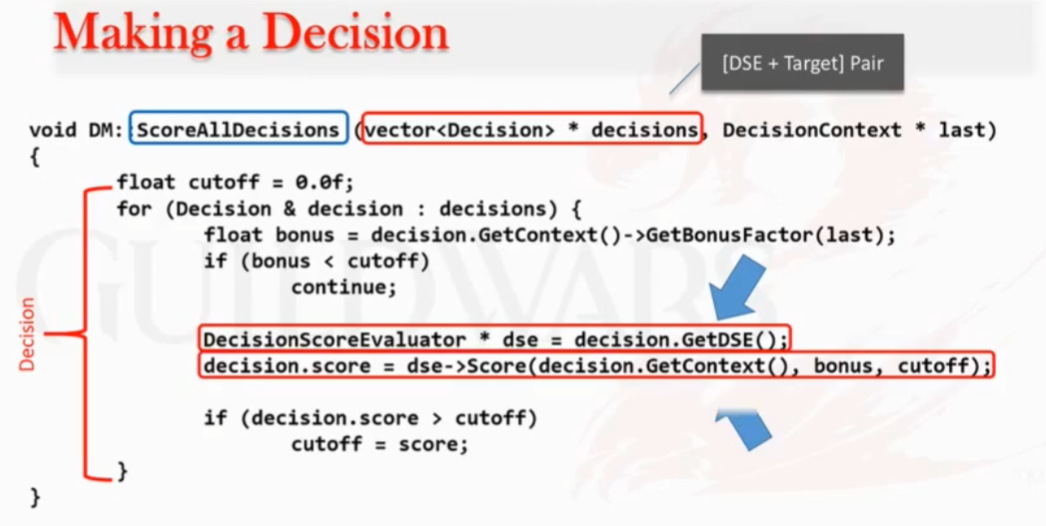 Making a Decision
[DSE + Target] Pair
void DM::ScoreAllDecisions (vector<Decision> * decisions, DecisionContext * last)
{
float cutoff = 0.0f;
for (Decision & decision : decisions) {
float bonus = decision.GetContext()->GetBonusFactor(last);
if (bonus < cutoff)
continue;
DecisionScoreEvaluator * dse = decision.GetDSE();
decision.score = dse->Score(decision.GetContext(), bonus, cutoff);
if (decision.score > cutoff)
cutoff = score;
}
}
Decision
GUILDWARS
2
TM